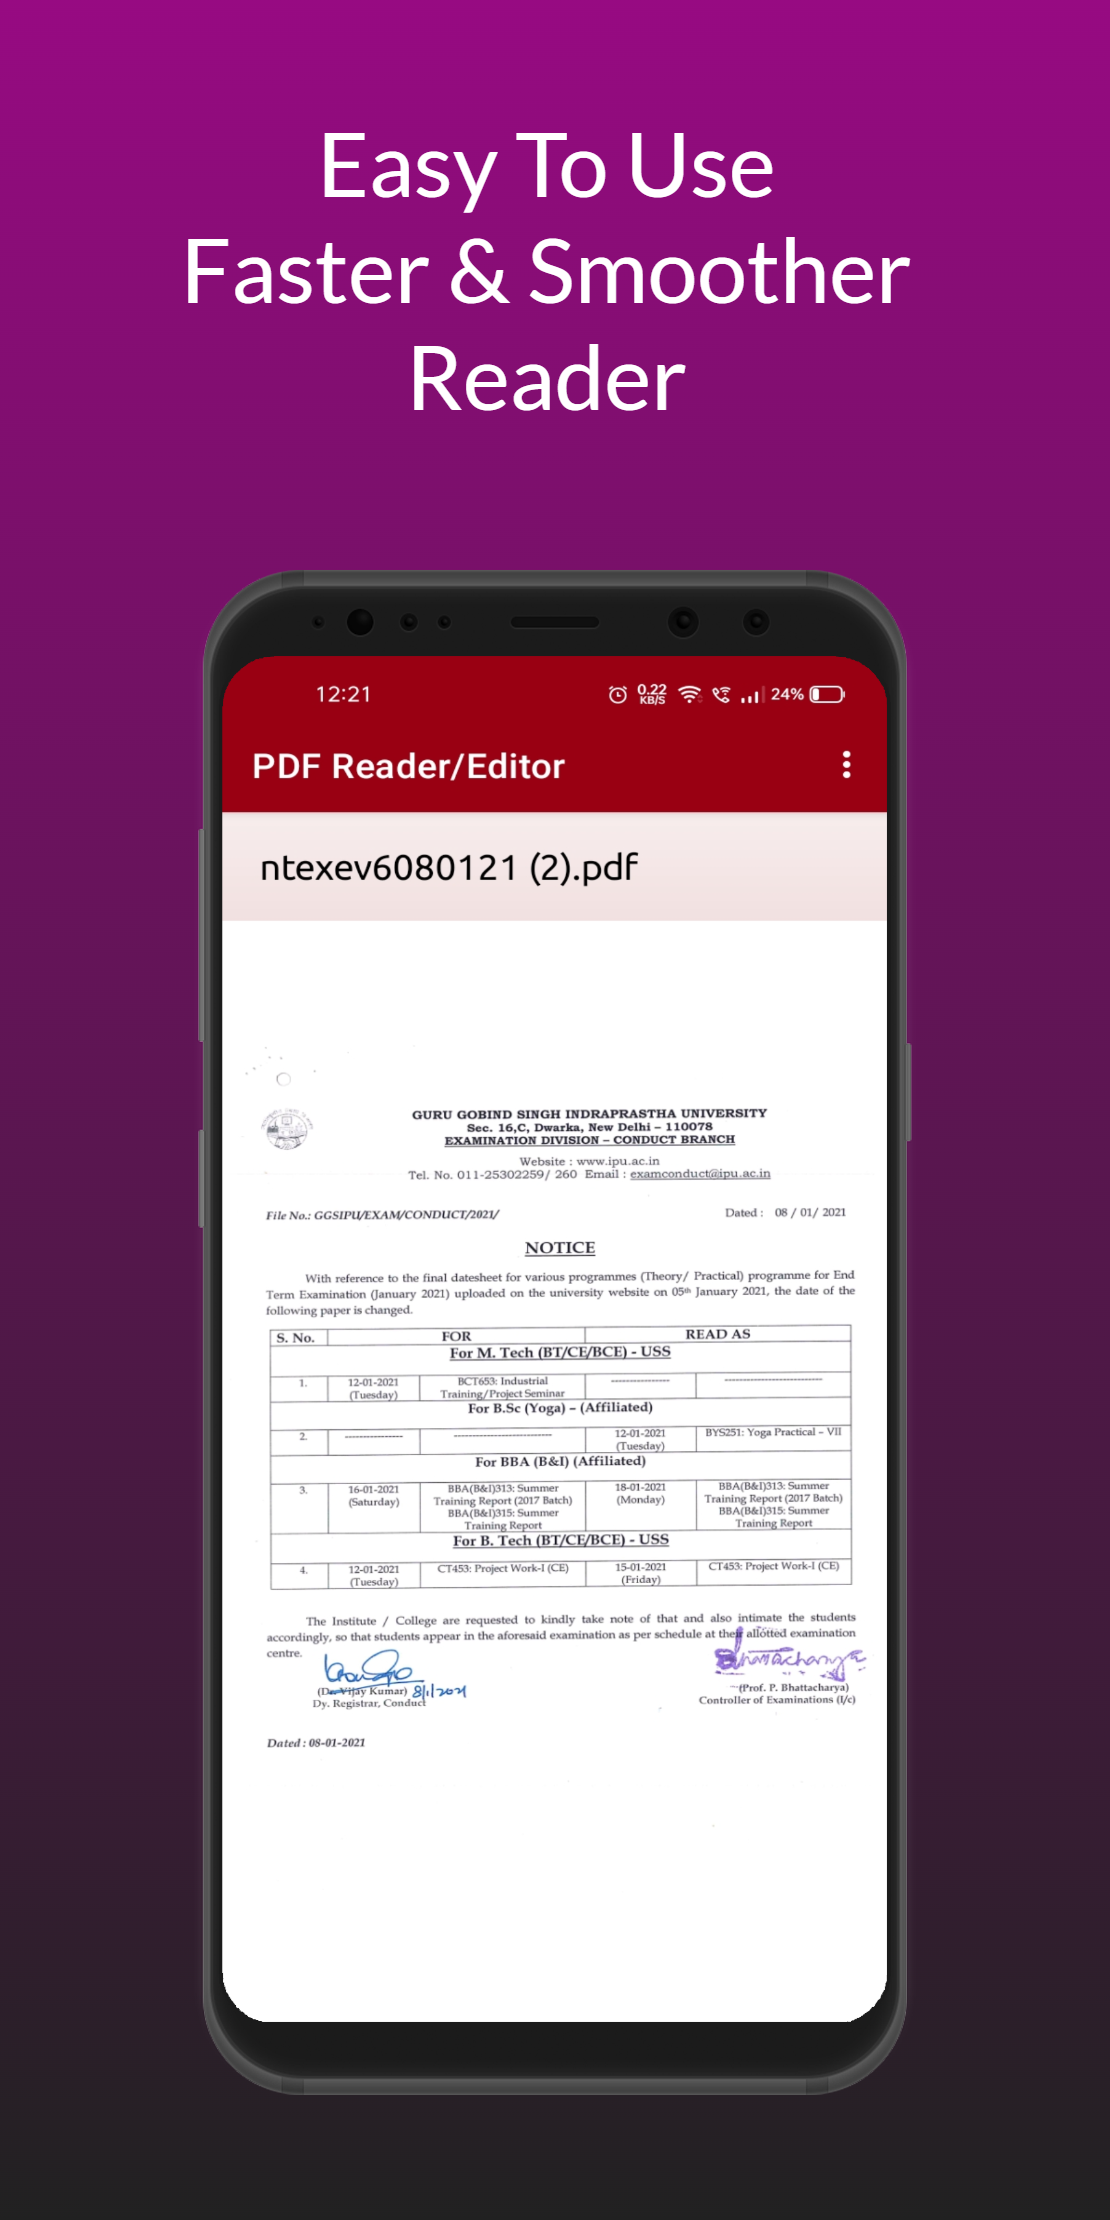 Easy To Use
Faster & Smoother
Reader
12:21 0.22 KB/S 24%
PDF Reader/Editor
ntexev6080121 (2).pdf
GURU GOBIND SINGH INDRAPRASTHA UNIVERSITY
Sec. 16,C, Dwarka, New Delhi – 110078
EXAMINATION DIVISION – CONDUCT BRANCH
Website : www.ipu.ac.in
Tel. No. 011-25302259/ 260 Email : examconduct@ipu.ac.in
File No.: GGSIPU/EXAM/CONDUCT/2021/ Dated : 08 / 01/ 2021
NOTICE
With reference to the final datesheet for various programmes (Theory/ Practical) programme for End
Term Examination (January 2021) uploaded on the university website on 05th January 2021, the date of the
following paper is changed.
S. No. FOR READ AS
For M. Tech (BT/CE/BCE) - USS
1. 12-01-2021 BCT653: Industrial ---------------- ---------------------------
(Tuesday) Training/Project Seminar
For B.Sc (Yoga) – (Affiliated)
2. ---------------- --------------------------- 12-01-2021 BYS251: Yoga Practical – VII
(Tuesday)
For BBA (B&I) (Affiliated)
3. 16-01-2021 BBA(B&I)313: Summer 18-01-2021 BBA(B&I)313: Summer
(Saturday) Training Report (2017 Batch) (Monday) Training Report (2017 Batch)
BBA(B&I)315: Summer BBA(B&I)315: Summer
Training Report Training Report
For B. Tech (BT/CE/BCE) - USS
4. 12-01-2021 CT453: Project Work-I (CE) 15-01-2021 CT453: Project Work-I (CE)
(Tuesday) (Friday)
The Institute / College are requested to kindly take note of that and also intimate the students
accordingly, so that students appear in the aforesaid examination as per schedule at their allotted examination
centre.
Bhattacharya
(Dr. Vijay Kumar) 8/1/2021 (Prof. P. Bhattacharya)
Dy. Registrar, Conduct Controller of Examinations (I/c)
Dated : 08-01-2021